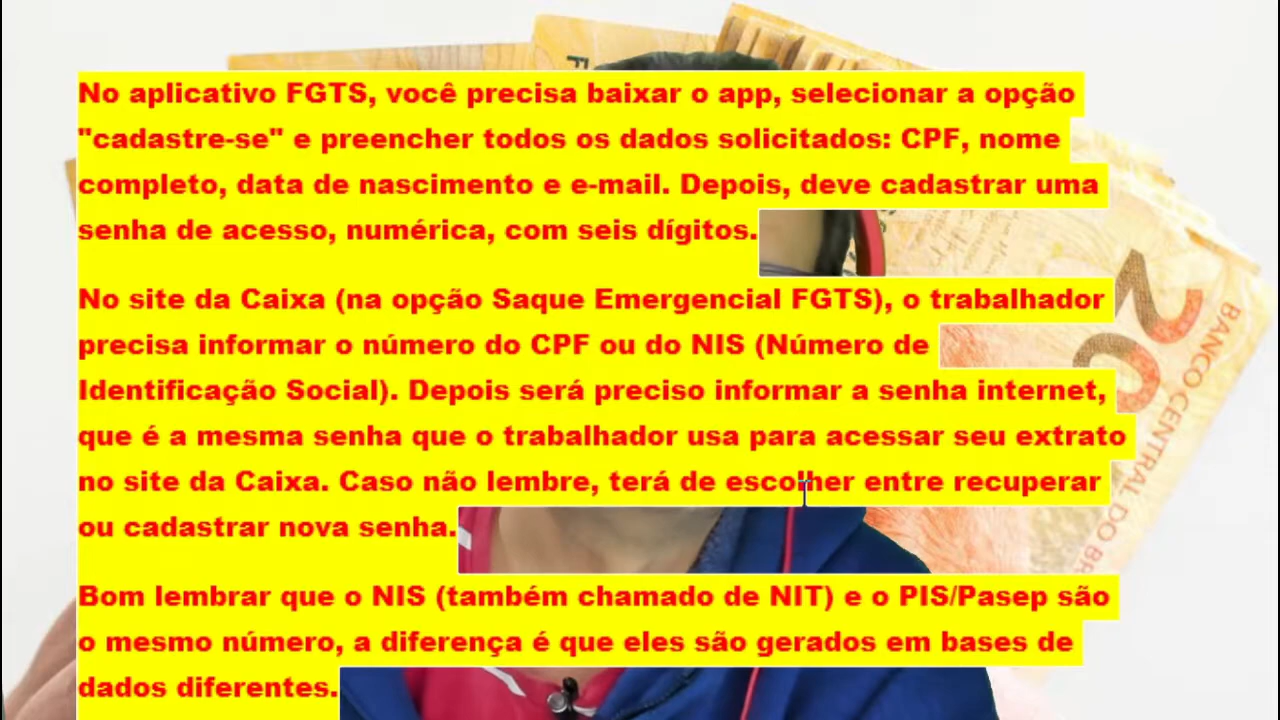 No aplicativo FGTS, você precisa baixar o app, selecionar a opção
"cadastre-se" e preencher todos os dados solicitados: CPF, nome
completo, data de nascimento e e-mail. Depois, deve cadastrar uma
senha de acesso, numérica, com seis dígitos.
No site da Caixa (na opção Saque Emergencial FGTS), o trabalhador
precisa informar o número do CPF ou do NIS (Número de
Identificação Social). Depois será preciso informar a senha internet,
que é a mesma senha que o trabalhador usa para acessar seu extrato
no site da Caixa. Caso não lembre, terá de escolher entre recuperar
ou cadastrar nova senha.
Bom lembrar que o NIS (também chamado de NIT) e o PIS/Pasep são
o mesmo número, a diferença é que eles são gerados em bases de
dados diferentes.
20
BANCO CENTRAL DO BR